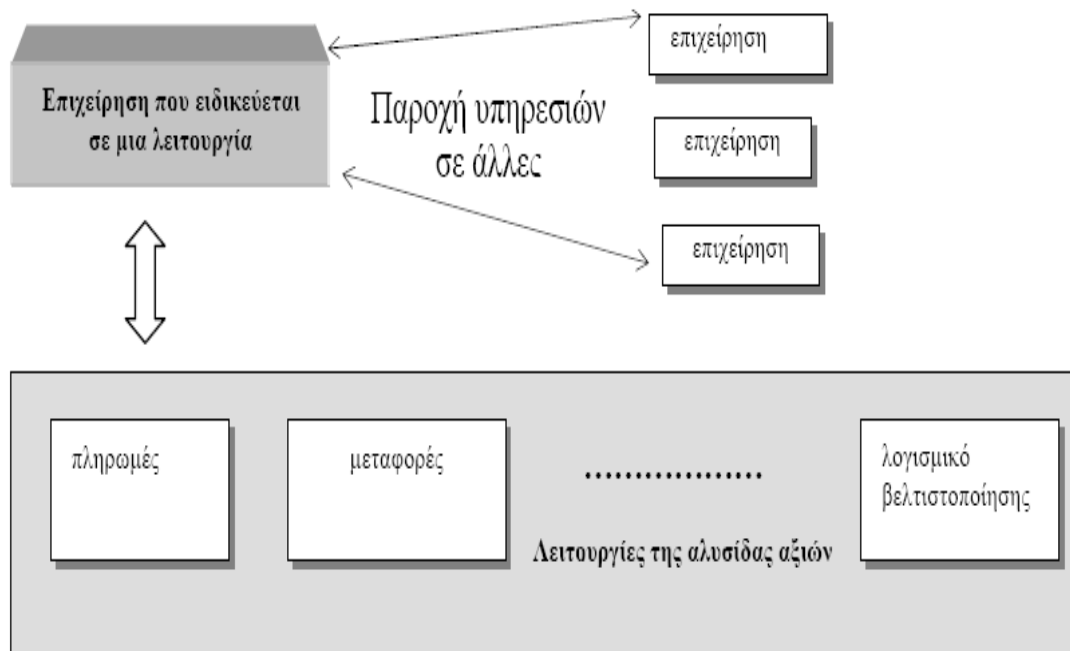 επιχείρηση
Επιχείρηση που ειδικεύεται
σε μια λειτουργία
Παροχή υπηρεσιών
σε άλλες
επιχείρηση
επιχείρηση
πληρωμές
μεταφορές
..................
λογισμικό
βελτιστοποίησης
Λειτουργίες της αλυσίδας αξιών